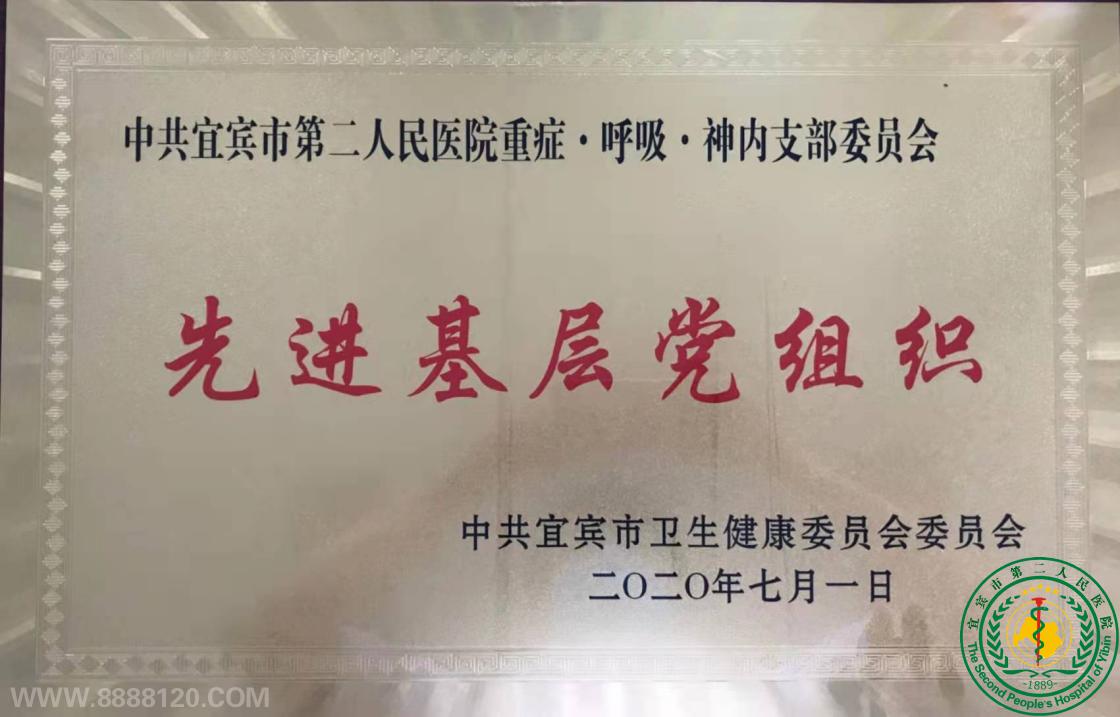 中共宜宾市第二人民医院重症·呼吸·神内支部委员会
先进基层党组织
中共宜宾市卫生健康委员会委员会
二〇二〇年七月一日
宜宾市第二人民医院
-1889-
The Second People's Hospital of Yibin
WWW.8888120.COM